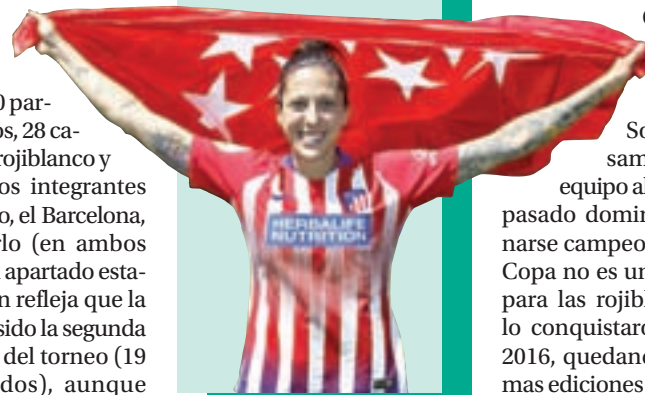 0 par-
os, 28 ca-
rojiblanco y
os integrantes
o, el Barcelona,
rlo (en ambos
apartado esta-
n refleja que la
sido la segunda
del torneo (19
dos), aunque
HERBALIFE
NUTRITION
So
sam
equipo al
pasado domin
narse campeo
Copa no es un
para las rojibl
lo conquistaro
2016, quedand
mas ediciones